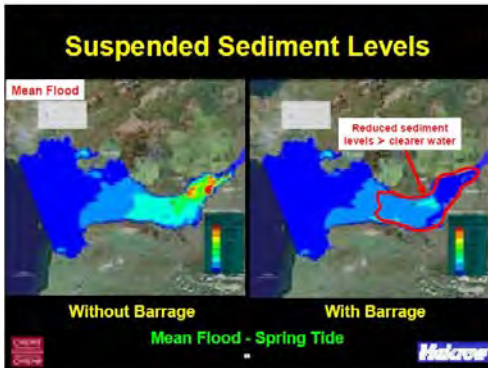 Suspended Sediment Levels
Mean Flood
Reduced sediment
levels > clearer water
Without Barrage
With Barrage
Mean Flood - Spring Tide
Halcrow